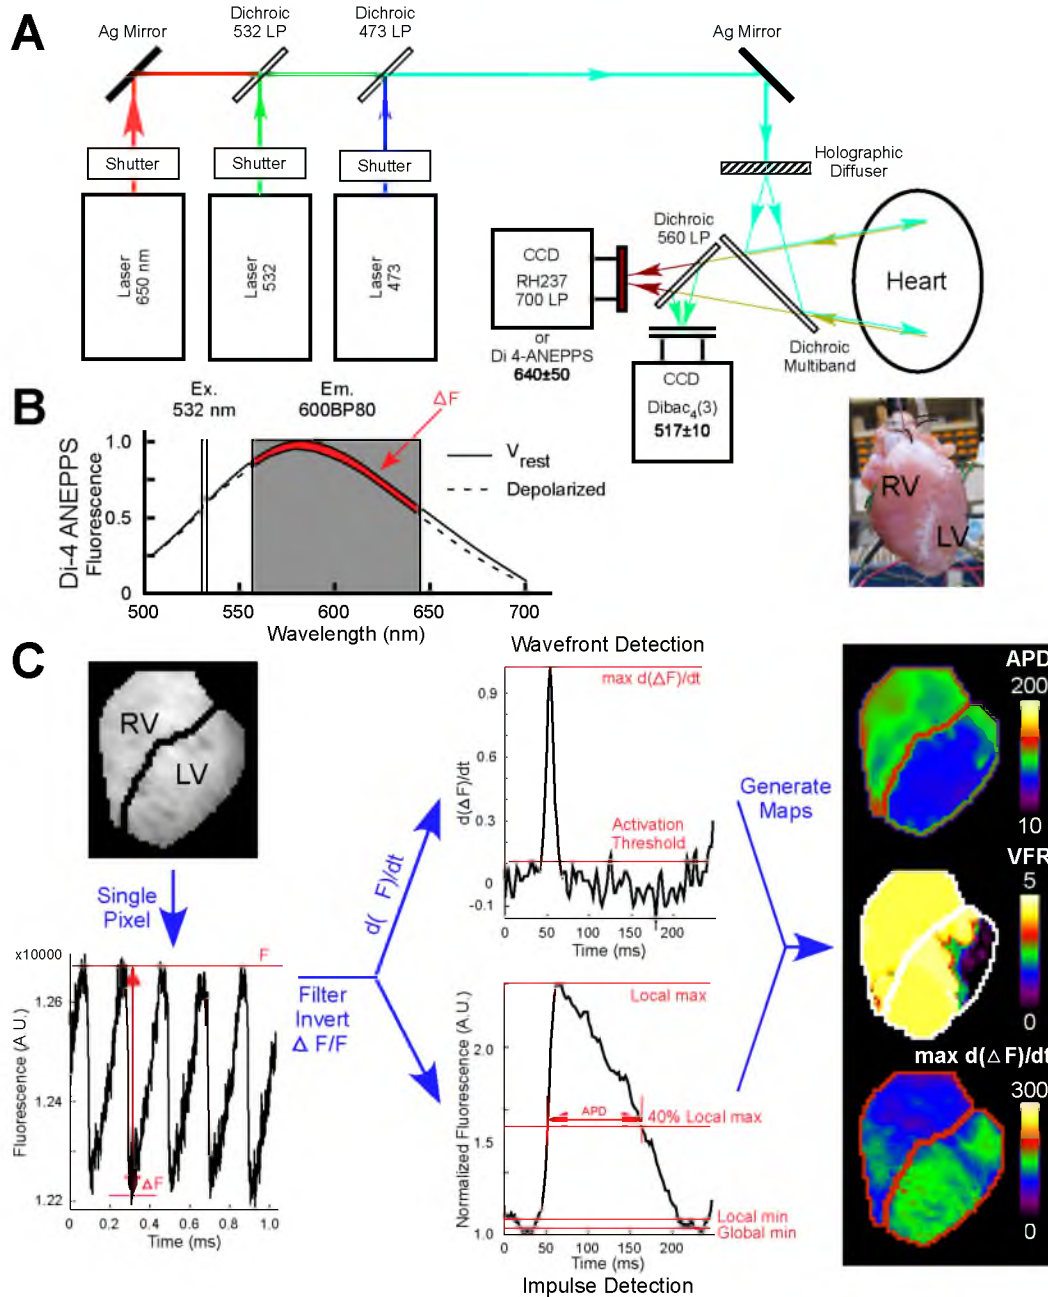 A
Ag Mirror
Dichroic
532 LP
Dichroic
473 LP
Ag Mirror
Shutter
Shutter
Shutter
Laser
650 nm
Laser
532
Laser
473
Holographic
Diffuser
Dichroic
560 LP
CCD
RH237
700 LP
or
Di 4-ANEPPS
640±50
Heart
Dichroic
Multiband
CCD
Dibac4(3)
517±10
B
Ex.
532 nm
Em.
600BP80
ΔF
Vrest
Depolarized
Di-4 ANEPPS
Fluorescence
1.0
0.5
0
500
550
600
650
700
Wavelength (nm)
RV
LV
C
RV
LV
Single
Pixel
x10000
F
1.26
1.24
1.22
Fluorescence (A U.)
ΔF
0
0.2
0.4
0.6
0.8
1.0
Time (ms)
Filter
Invert
Δ F/F
d( F)/dt
Wavefront Detection
max d(ΔF)/dt
0.9
0.6
0.3
0
-0.1
d(ΔF)/dt
Activation
Threshold
0
50
100
150
200
Time (ms)
Local max
2.0
1.5
1.0
Normalized Fluorescence (A.U.)
APD
40% Local max
Local min
Global min
0
50
100
150
200
Time (ms)
Impulse Detection
Generate
Maps
APD
200
10
VFR
5
0
max d(ΔF)/dt
300
0